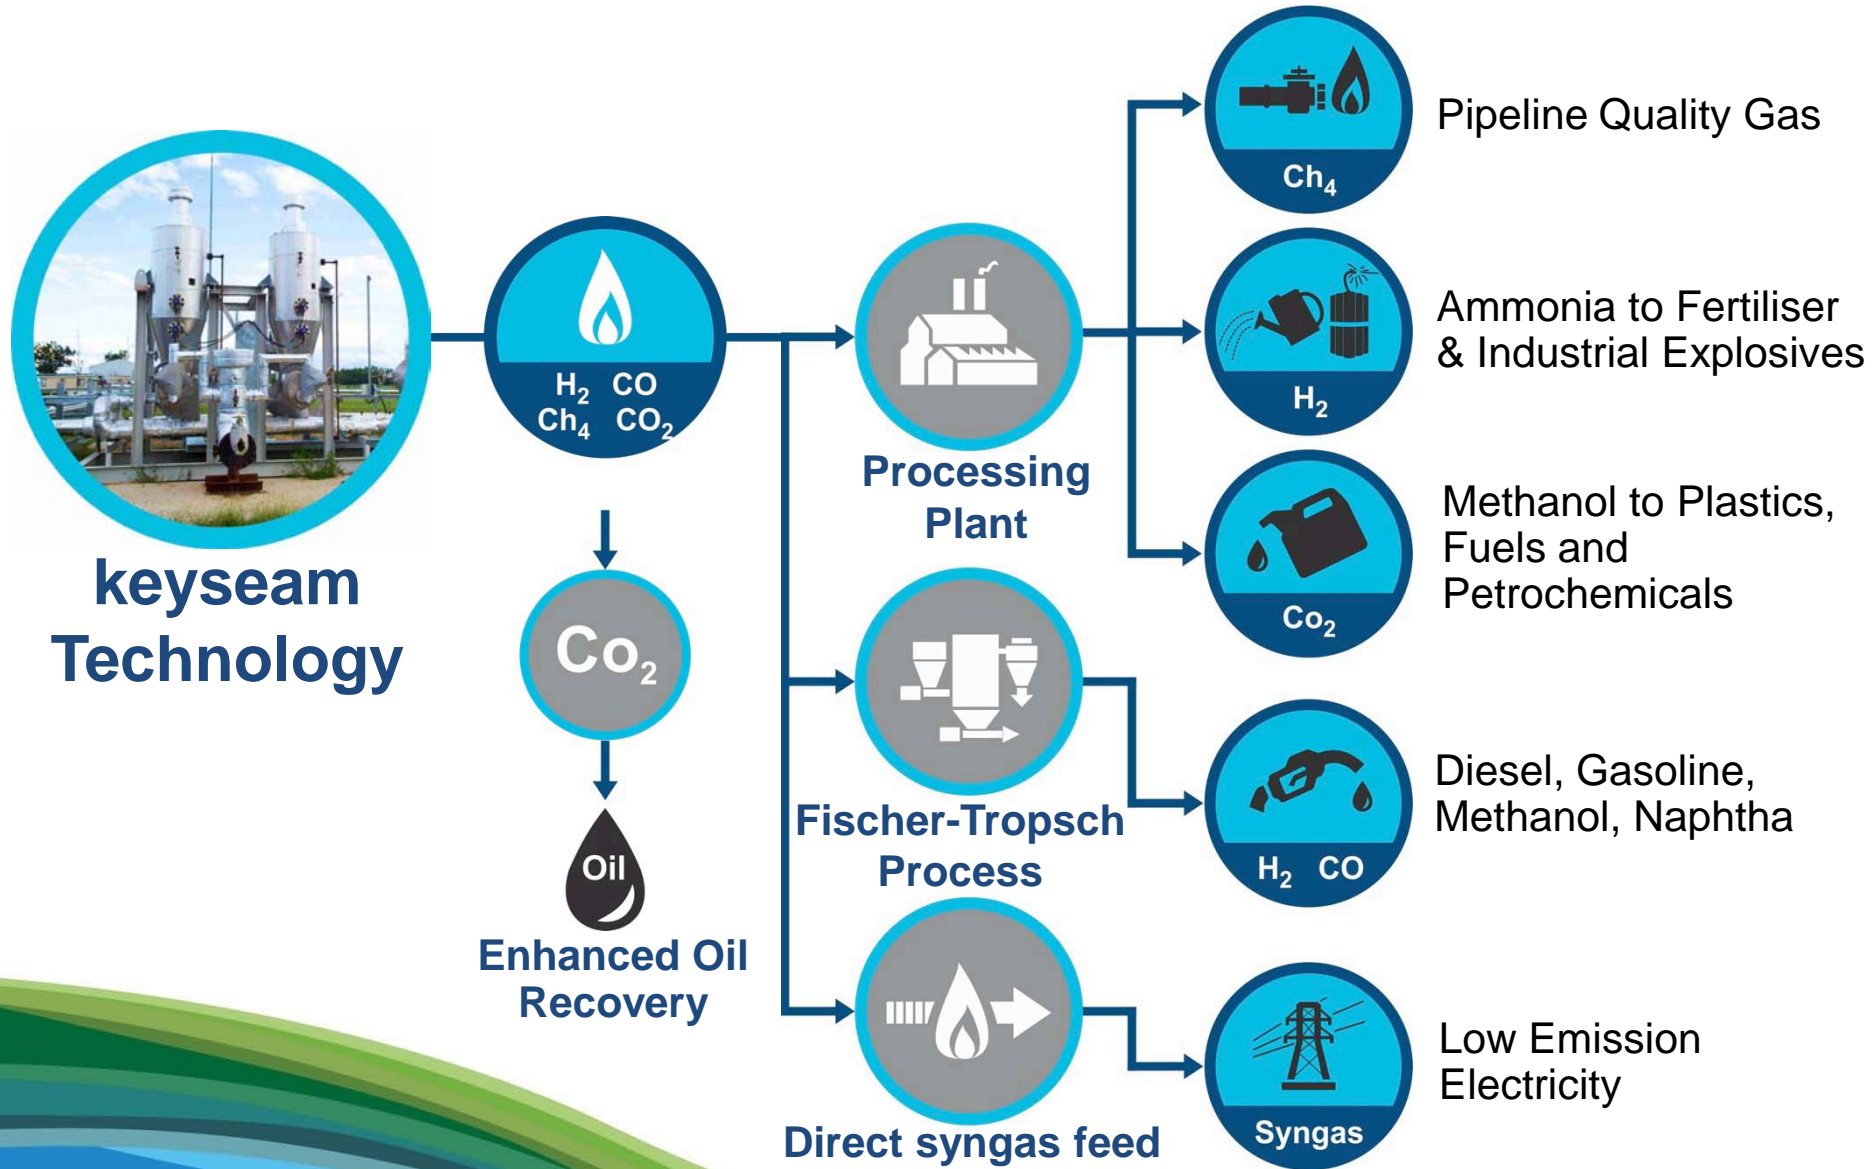 keyseam
Technology
H₂ CO
Ch₄ CO₂
Co₂
Oil
Enhanced Oil
Recovery
Processing
Plant
Fischer-Tropsch
Process
Direct syngas feed
Ch₄
Pipeline Quality Gas
H₂
Ammonia to Fertiliser
& Industrial Explosives
Co₂
Methanol to Plastics,
Fuels and
Petrochemicals
H₂ CO
Diesel, Gasoline,
Methanol, Naphtha
Syngas
Low Emission
Electricity